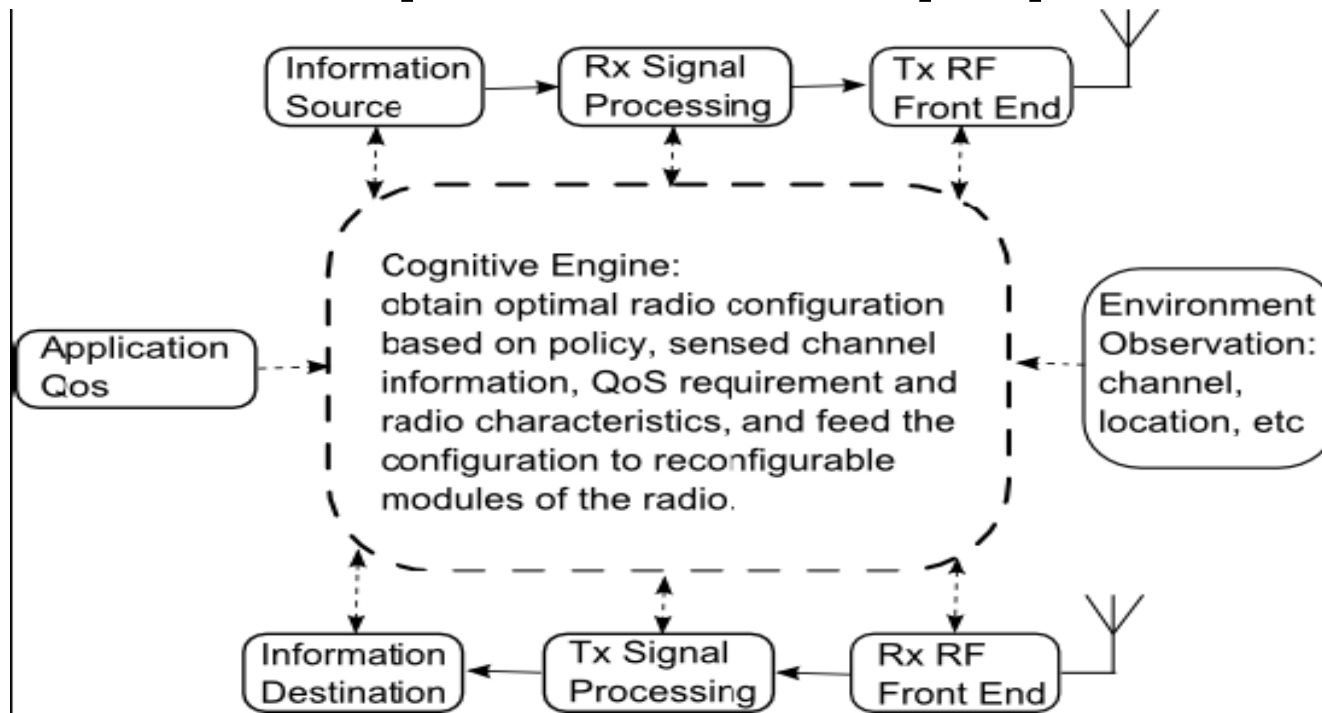 Information
Source
Rx Signal
Processing
Tx RF
Front End
Cognitive Engine:
obtain optimal radio configuration
based on policy, sensed channel
information, QoS requirement and
radio characteristics, and feed the
configuration to reconfigurable
modules of the radio.
Application
Qos
Environment
Observation:
channel,
location, etc
Information
Destination
Tx Signal
Processing
Rx RF
Front End